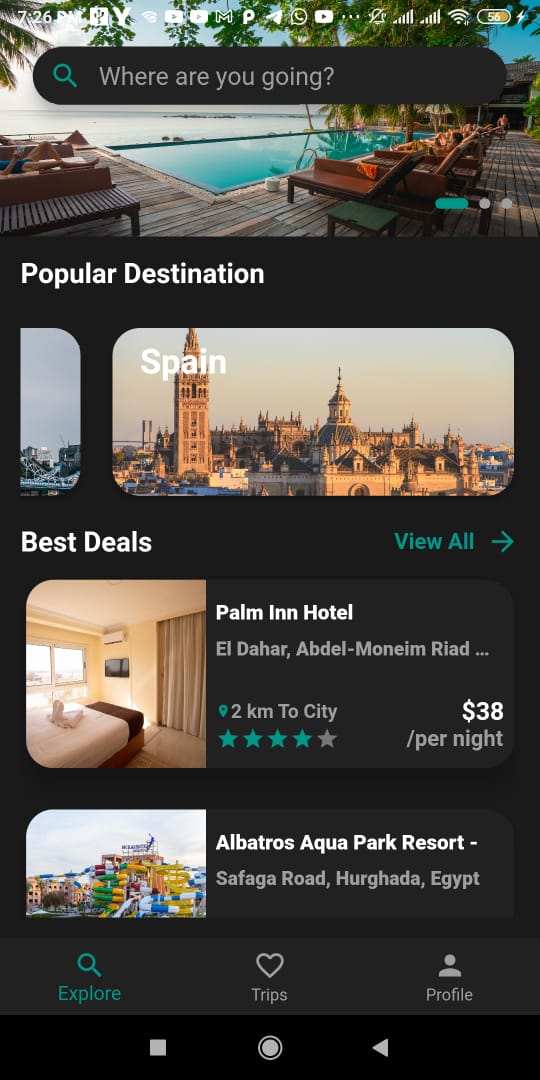 7:26 PM
56
Where are you going?
Popular Destination
Spain
Best Deals
View All
Palm Inn Hotel
El Dahar, Abdel-Moneim Riad ...
2 km To City
$38
/per night
Albatros Aqua Park Resort -
Safaga Road, Hurghada, Egypt
Explore
Trips
Profile